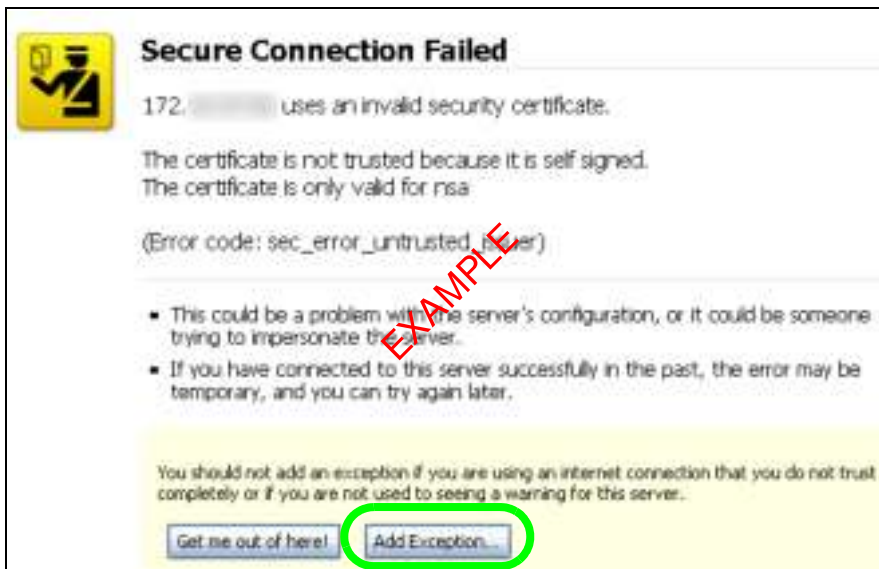 Secure Connection Failed
172. uses an invalid security certificate.
The certificate is not trusted because it is self signed.
The certificate is only valid for nsa
(Error code: sec_error_untrusted_issuer)
EXAMPLE
▪ This could be a problem with the server's configuration, or it could be someone
trying to impersonate the server.
▪ If you have connected to this server successfully in the past, the error may be
temporary, and you can try again later.
You should not add an exception if you are using an internet connection that you do not trust
completely or if you are not used to seeing a warning for this server.
Get me out of here! Add Exception...